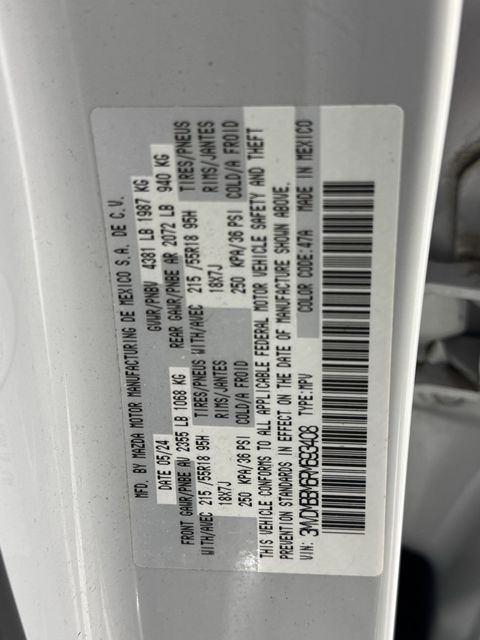 MFD. BY MAZDA MOTOR MANUFACTURING DE MEXICO S.A. DE C.V.
DATE 05/24 GVWR/PNBV 4381 LB 1987 KG
FRONT GAWR/PNBE AV 2355 LB 1068 KG REAR GAWR/PNBE AR 2072 LB 940 KG
WITH/AVEC 215 /55R18 95H TIRES/PNEUS WITH/AVEC 215 /55R18 95H TIRES/PNEUS
18X7J RIMS/JANTES 18X7J RIMS/JANTES
250 KPA/36 PSI COLD/A FROID 250 KPA/36 PSI COLD/A FROID
THIS VEHICLE CONFORMS TO ALL APPLICABLE FEDERAL MOTOR VEHICLE SAFETY AND THEFT
PREVENTION STANDARDS IN EFFECT ON THE DATE OF MANUFACTURE SHOWN ABOVE.
VIN: 3MVDMBBM6RM693408 TYPE:MPV COLOR CODE:47A MADE IN MEXICO